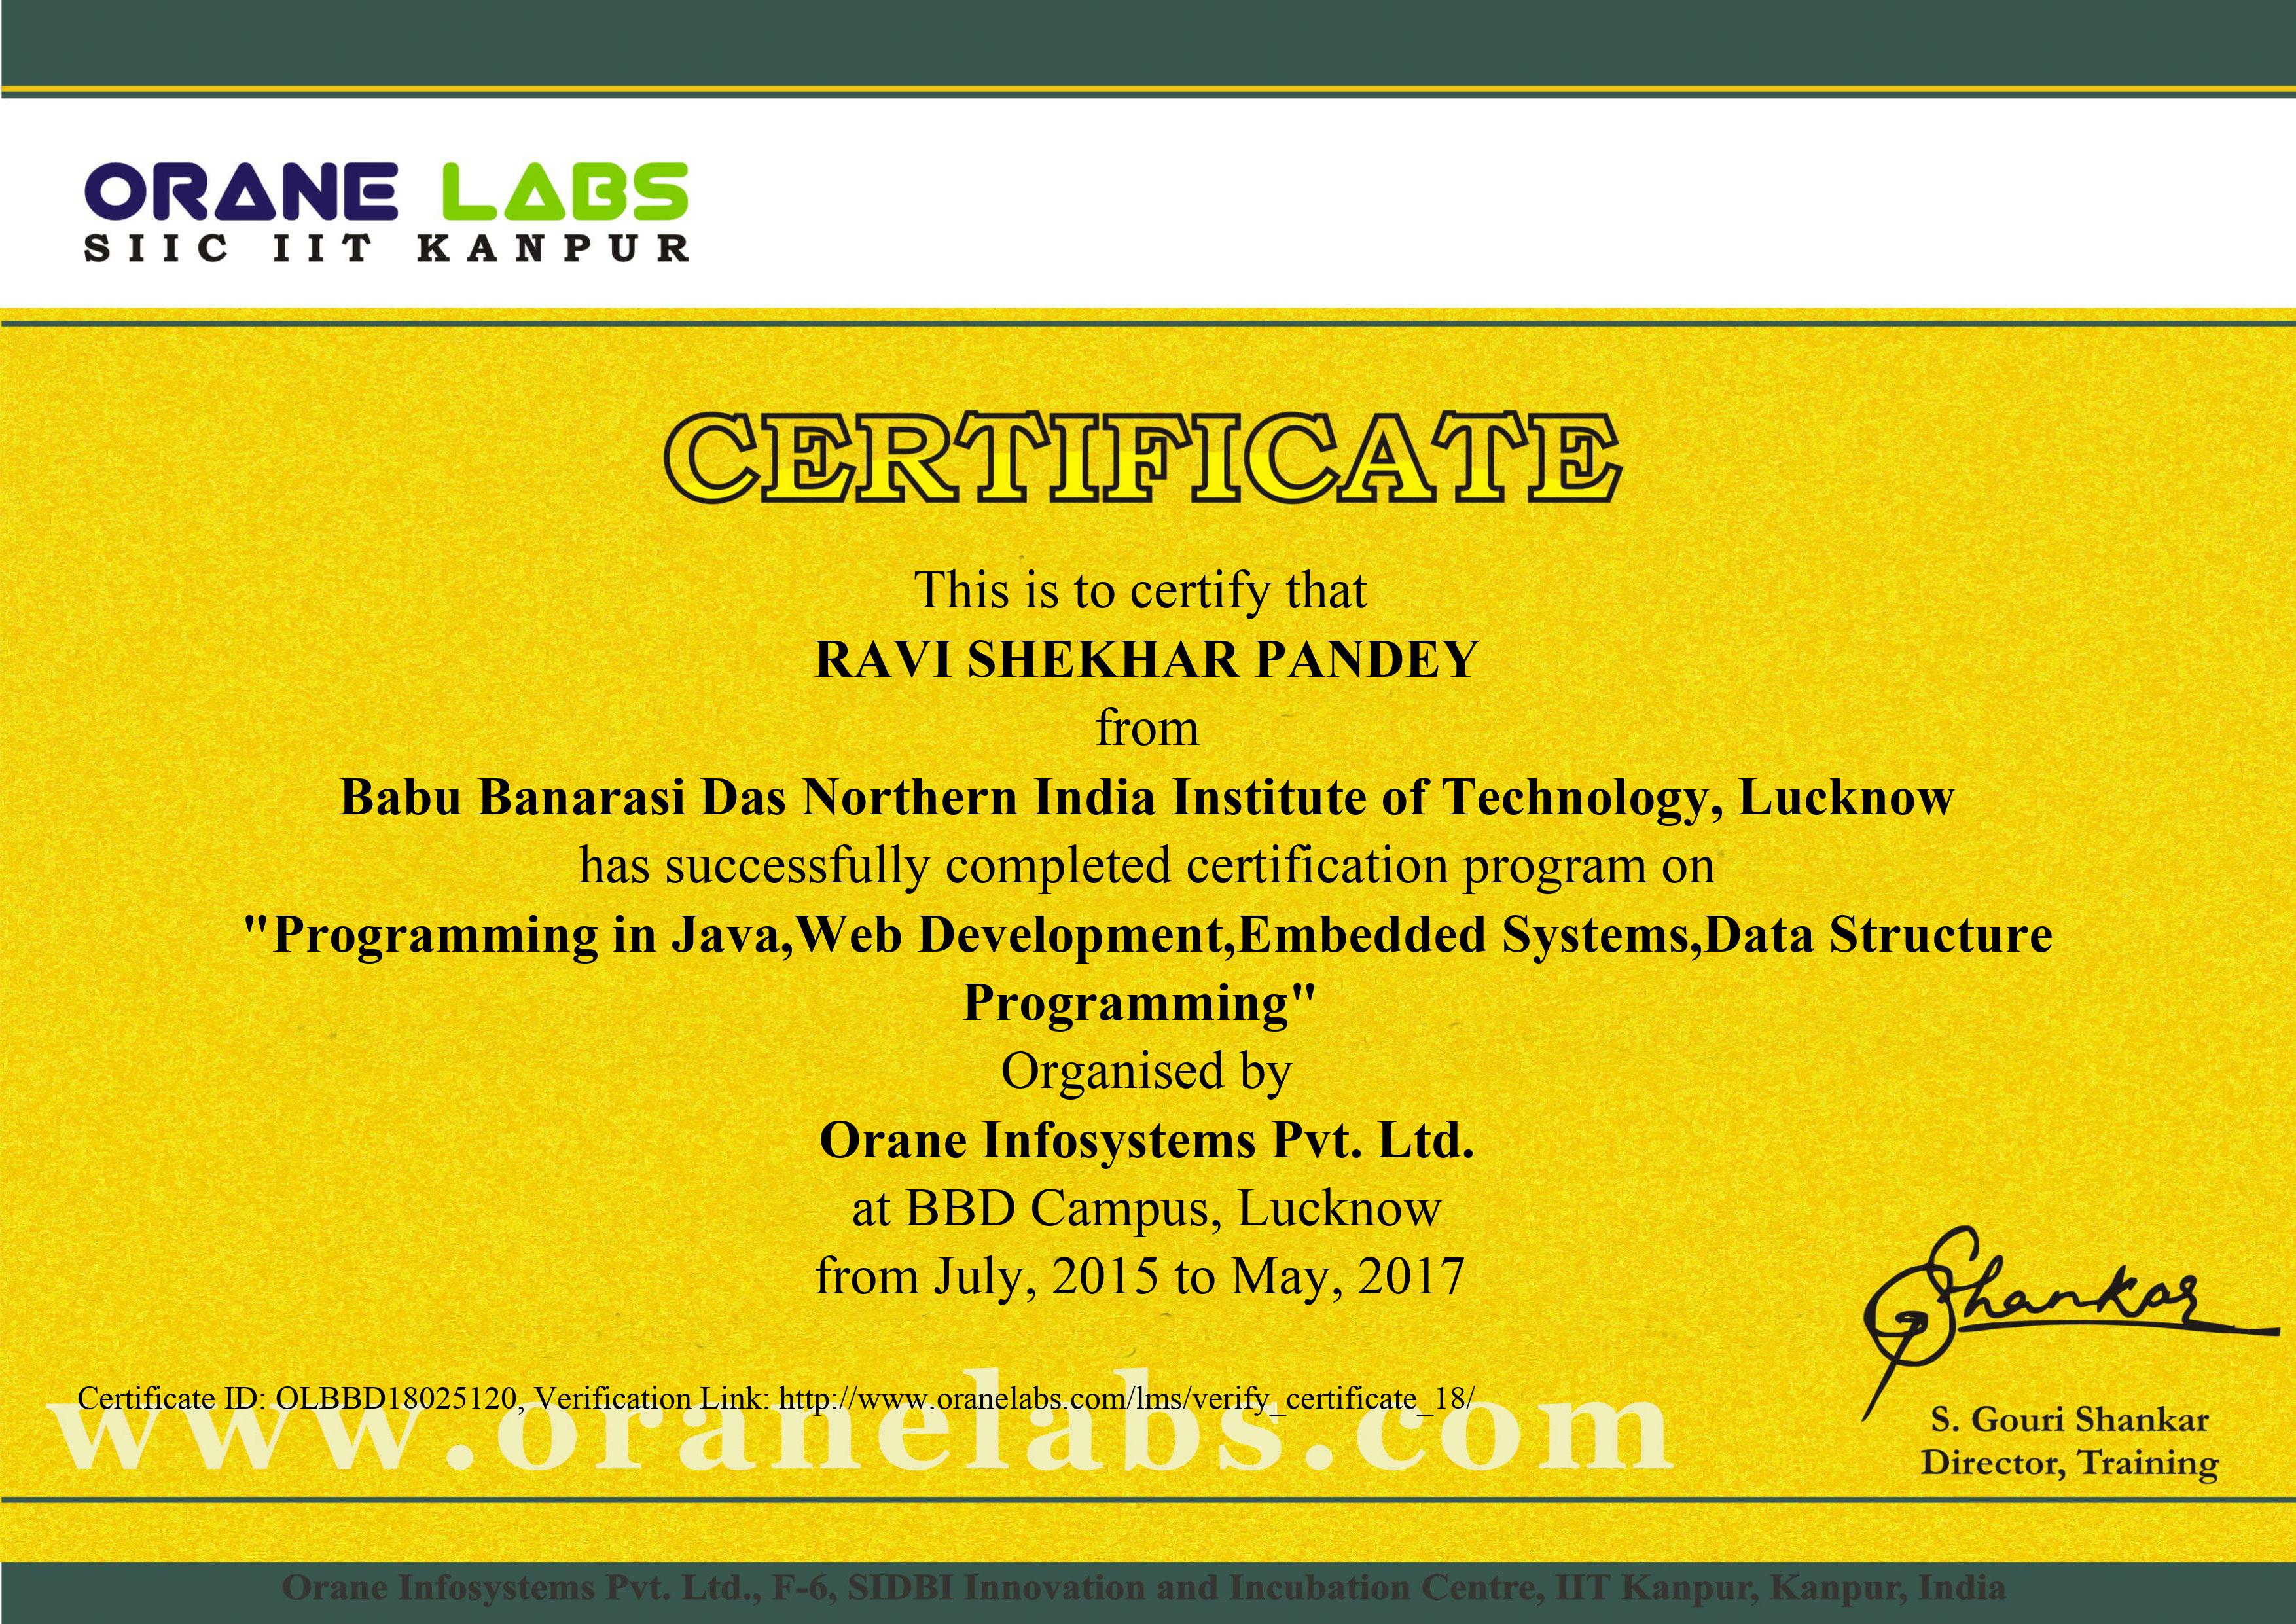 ORANE LABS
SIIC IIT KANPUR
CERTIFICATE
This is to certify that
RAVI SHEKHAR PANDEY
from
Babu Banarasi Das Northern India Institute of Technology, Lucknow
has successfully completed certification program on
"Programming in Java,Web Development,Embedded Systems,Data Structure
Programming"
Organised by
Orane Infosystems Pvt. Ltd.
at BBD Campus, Lucknow
from July, 2015 to May, 2017
GShankar
Certificate ID: OLBBD18025120, Verification Link: http://www.oranelabs.com/lms/verify_certificate_18/
www.oranelabs.com
S. Gouri Shankar
Director, Training
Orane Infosystems Pvt. Ltd., F-6, SIDBI Innovation and Incubation Centre, IIT Kanpur, Kanpur, India